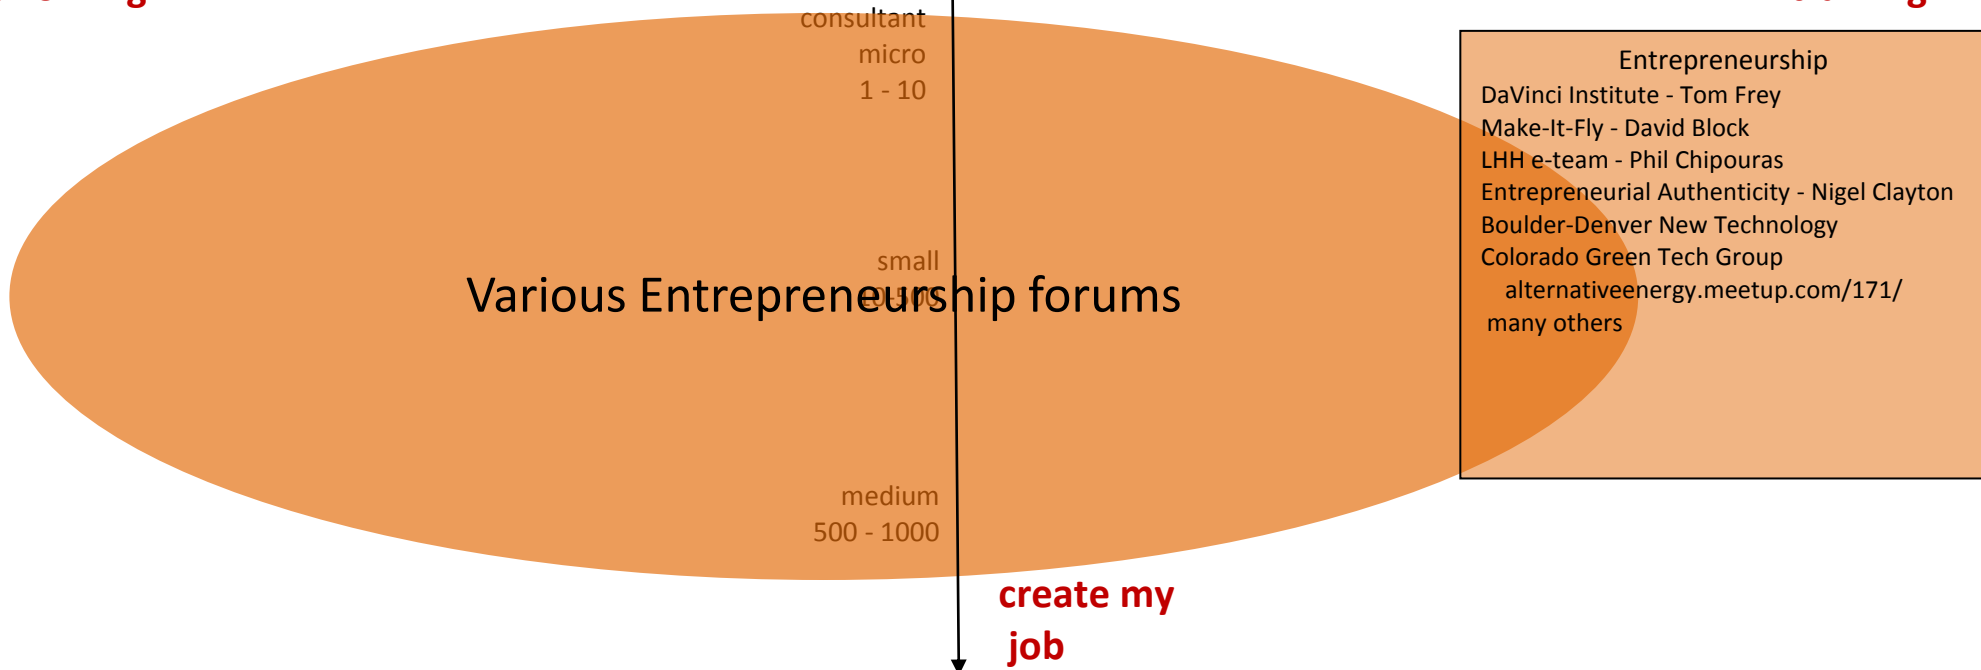 consultant
micro
1 - 10
small
10-500
Various Entrepreneurship forums
medium
500 - 1000
create my
job
Entrepreneurship
DaVinci Institute - Tom Frey
Make-It-Fly - David Block
LHH e-team - Phil Chipouras
Entrepreneurial Authenticity - Nigel Clayton
Boulder-Denver New Technology
Colorado Green Tech Group
alternativeenergy.meetup.com/171/
many others